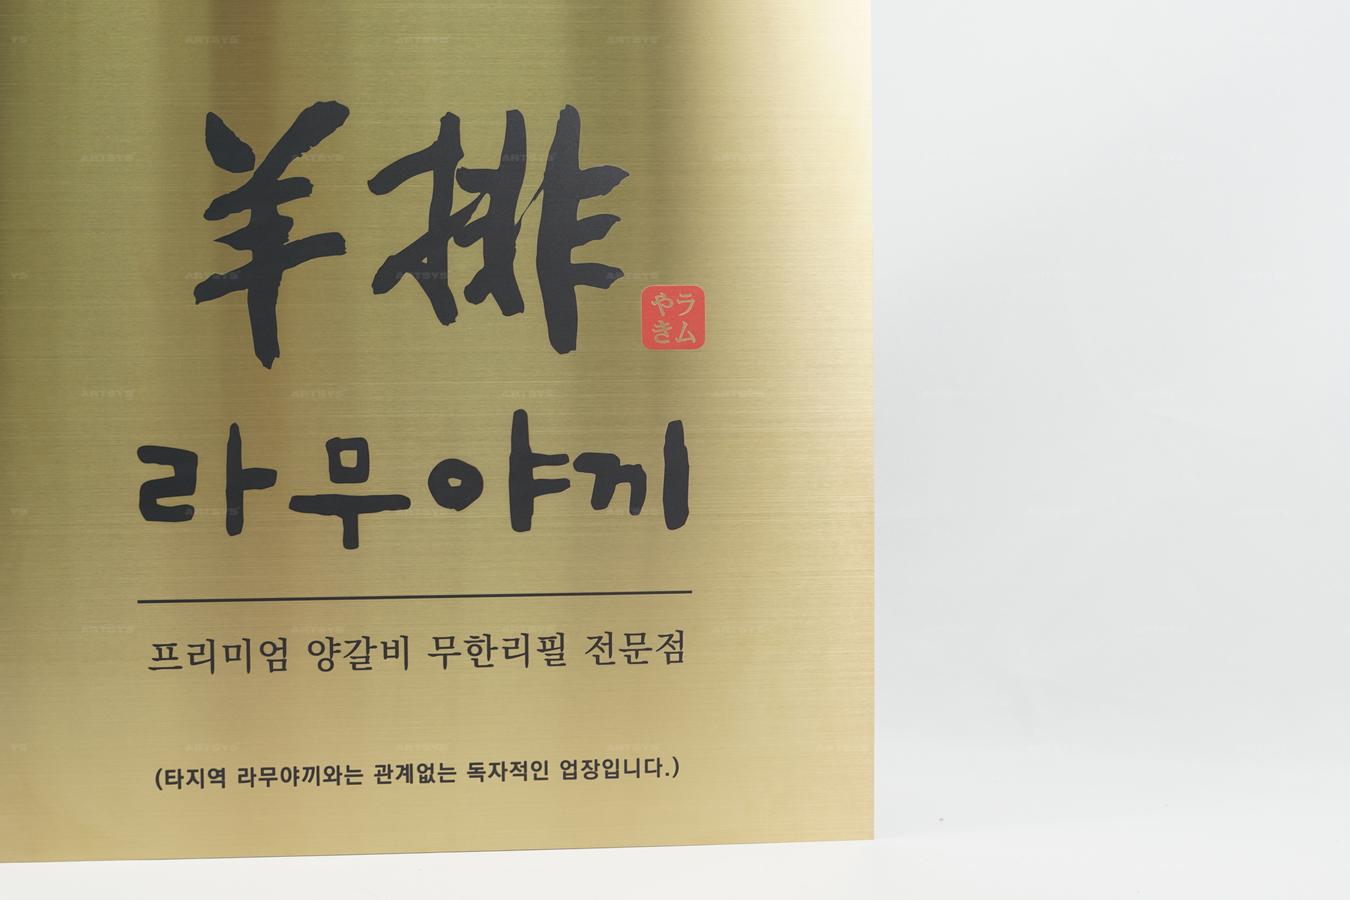 羊排
ラム
やき
라무야끼
프리미엄 양갈비 무한리필 전문점
(타지역 라무야끼와는 관계없는 독자적인 업장입니다.)
ARTSYS